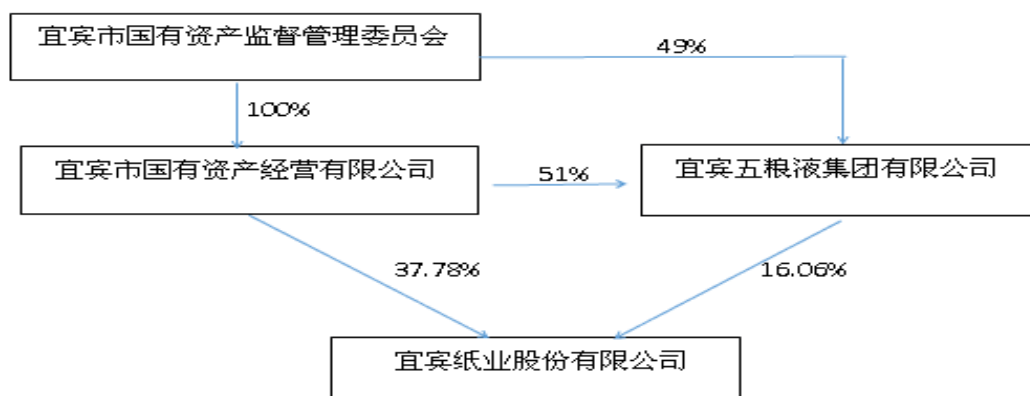 宜宾市国有资产监督管理委员会
49%
100%
宜宾市国有资产经营有限公司
51%
宜宾五粮液集团有限公司
37.78%
16.06%
宜宾纸业股份有限公司